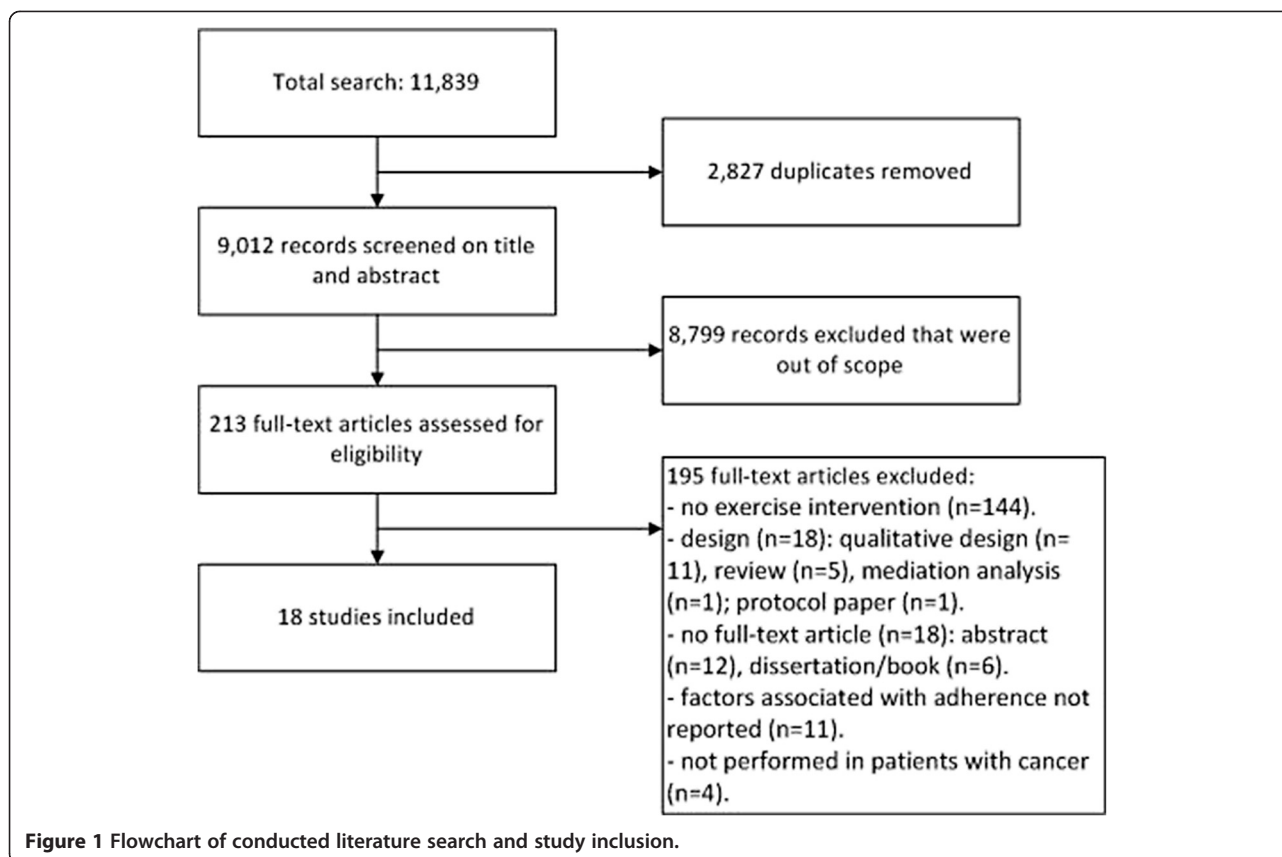 Total search: 11,839
2,827 duplicates removed
9,012 records screened on title
and abstract
8,799 records excluded that were
out of scope
213 full-text articles assessed for
eligibility
195 full-text articles excluded:
- no exercise intervention (n=144).
- design (n=18): qualitative design (n=
11), review (n=5), mediation analysis
(n=1); protocol paper (n=1).
- no full-text article (n=18): abstract
(n=12), dissertation/book (n=6).
- factors associated with adherence not
reported (n=11).
- not performed in patients with cancer
(n=4).
18 studies included
Figure 1 Flowchart of conducted literature search and study inclusion.